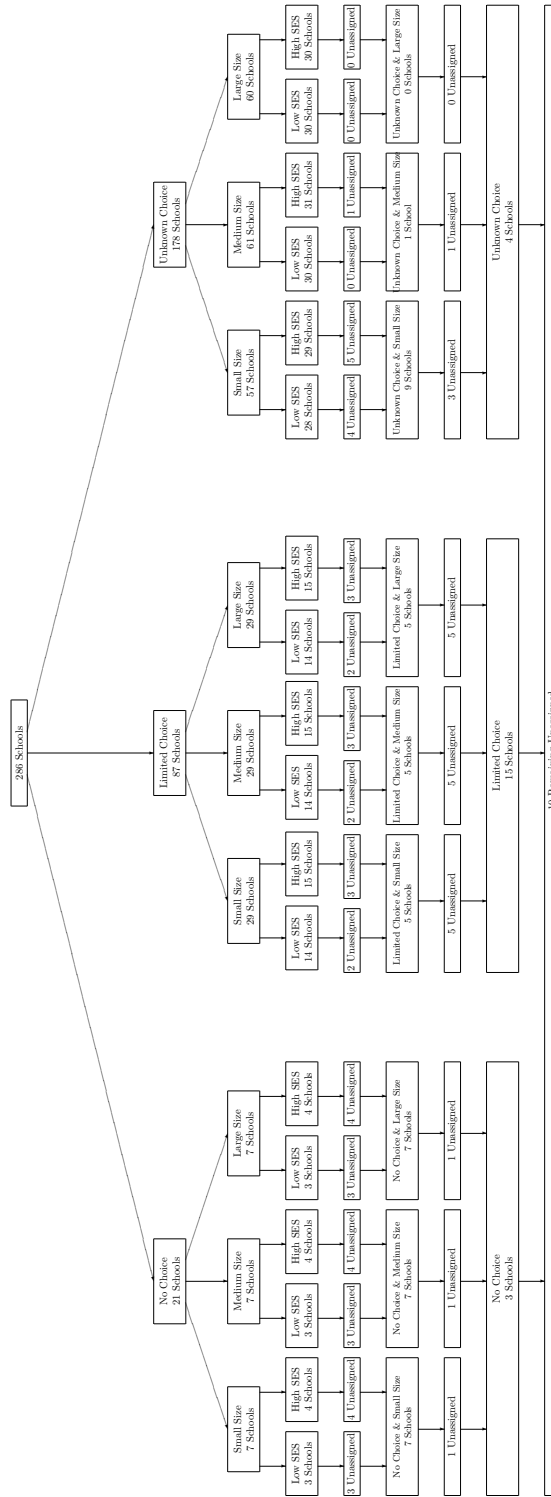 286 Schools
No Choice
21 Schools
Limited Choice
87 Schools
Unknown Choice
178 Schools
Small Size
7 Schools
Medium Size
7 Schools
Large Size
7 Schools
Small Size
29 Schools
Medium Size
29 Schools
Large Size
29 Schools
Small Size
57 Schools
Medium Size
61 Schools
Large Size
60 Schools
Low SES
3 Schools
High SES
4 Schools
Low SES
3 Schools
High SES
4 Schools
Low SES
3 Schools
High SES
4 Schools
Low SES
14 Schools
High SES
15 Schools
Low SES
14 Schools
High SES
15 Schools
Low SES
14 Schools
High SES
15 Schools
Low SES
28 Schools
High SES
29 Schools
Low SES
30 Schools
High SES
31 Schools
Low SES
30 Schools
High SES
30 Schools
3 Unassigned
4 Unassigned
3 Unassigned
4 Unassigned
3 Unassigned
4 Unassigned
2 Unassigned
3 Unassigned
2 Unassigned
3 Unassigned
2 Unassigned
3 Unassigned
4 Unassigned
5 Unassigned
0 Unassigned
1 Unassigned
0 Unassigned
0 Unassigned
No Choice & Small Size
7 Schools
No Choice & Medium Size
7 Schools
No Choice & Large Size
7 Schools
Limited Choice & Small Size
5 Schools
Limited Choice & Medium Size
5 Schools
Limited Choice & Large Size
5 Schools
Unknown Choice & Small Size
9 Schools
Unknown Choice & Medium Size
1 School
Unknown Choice & Large Size
0 Schools
1 Unassigned
1 Unassigned
1 Unassigned
5 Unassigned
5 Unassigned
5 Unassigned
3 Unassigned
1 Unassigned
0 Unassigned
No Choice
3 Schools
Limited Choice
15 Schools
Unknown Choice
4 Schools
Remaining Unassigned